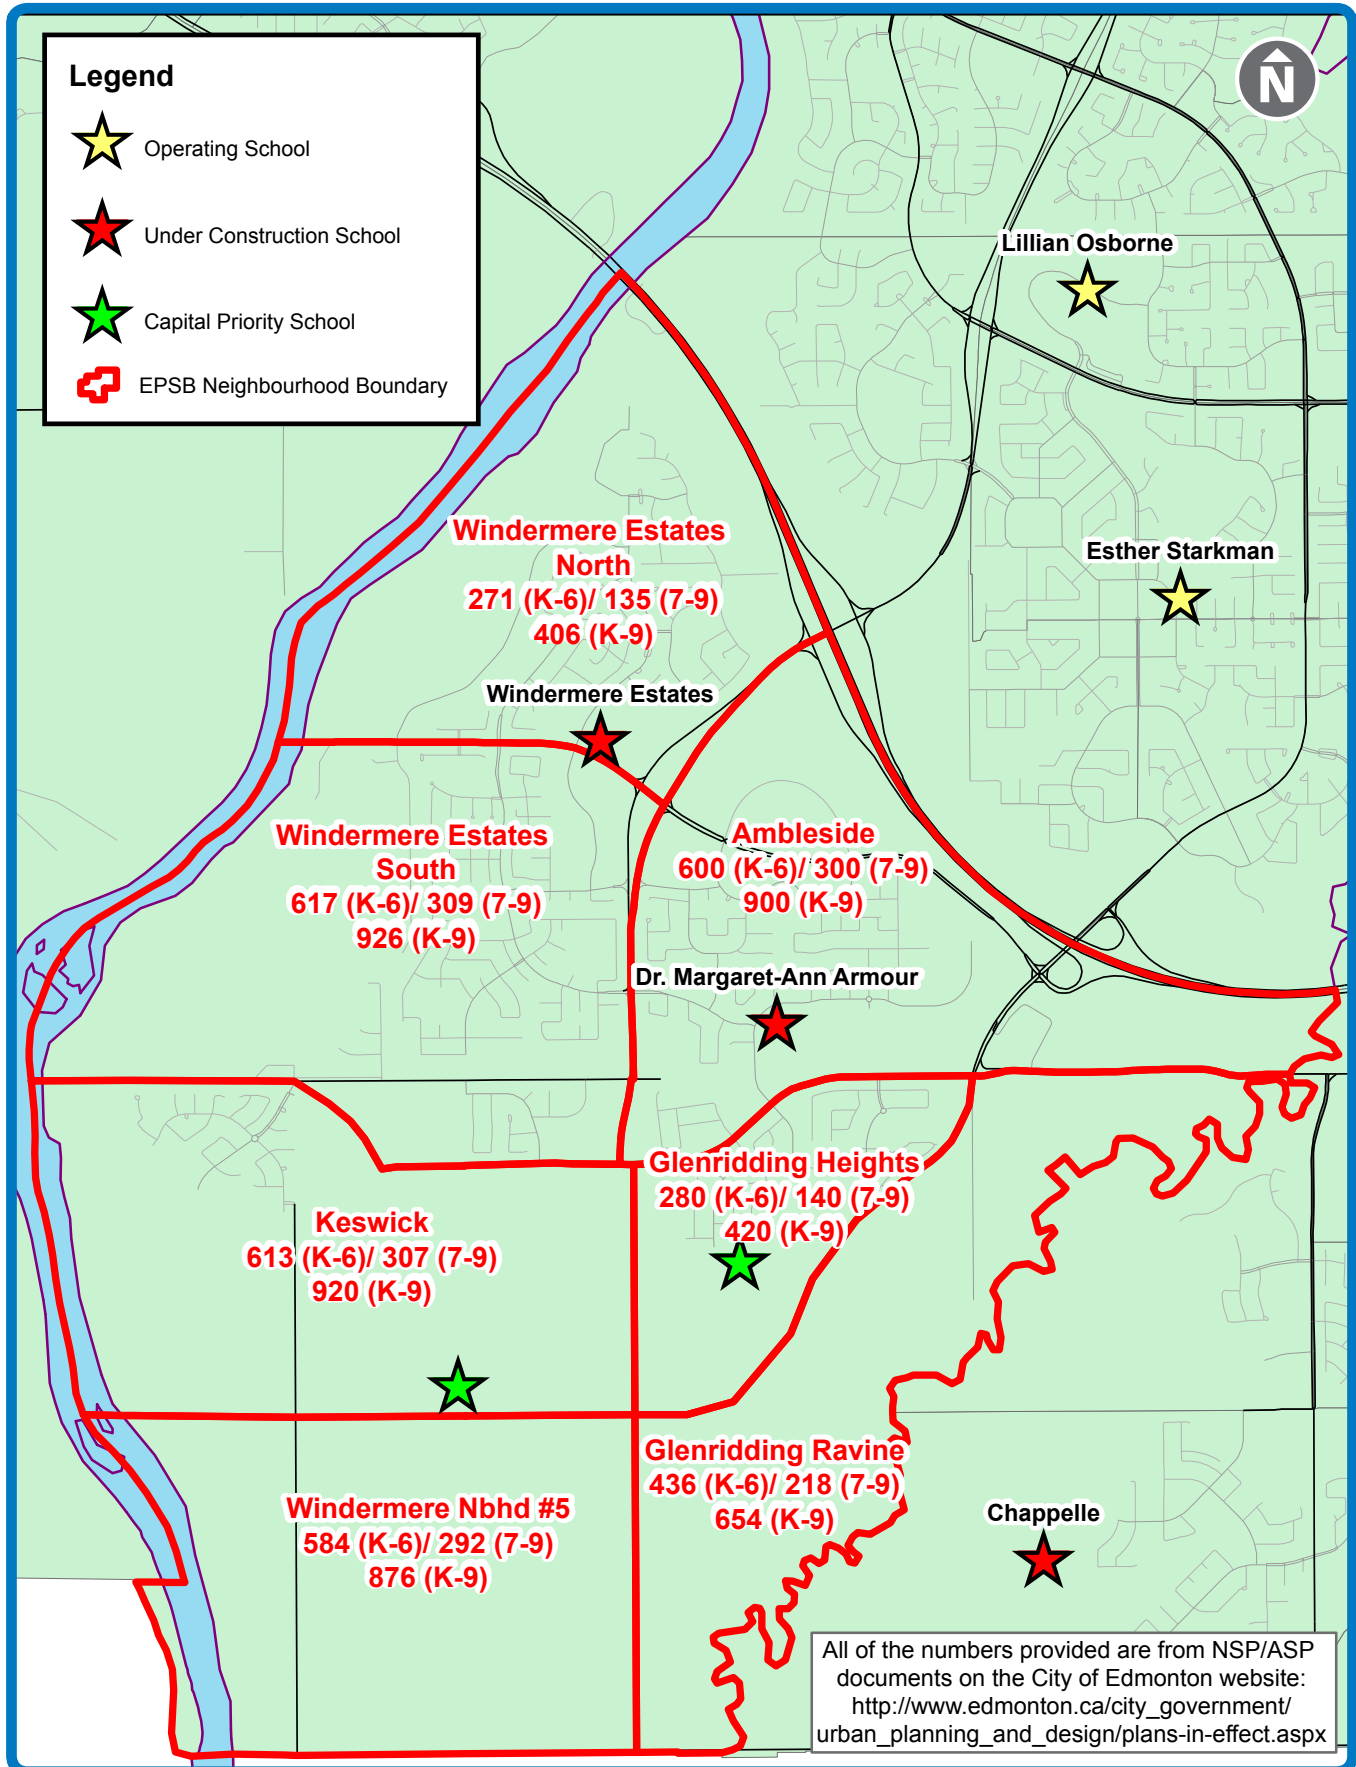 Legend
Operating School
Under Construction School
Capital Priority School
EPSB Neighbourhood Boundary
N
Lillian Osborne
Esther Starkman
Windermere Estates
North
271 (K-6)/ 135 (7-9)
406 (K-9)
Windermere Estates
Windermere Estates
South
617 (K-6)/ 309 (7-9)
926 (K-9)
Ambleside
600 (K-6)/ 300 (7-9)
900 (K-9)
Dr. Margaret-Ann Armour
Glenridding Heights
280 (K-6)/ 140 (7-9)
420 (K-9)
Keswick
613 (K-6)/ 307 (7-9)
920 (K-9)
Glenridding Ravine
436 (K-6)/ 218 (7-9)
654 (K-9)
Windermere Nbhd #5
584 (K-6)/ 292 (7-9)
876 (K-9)
Chappelle
All of the numbers provided are from NSP/ASP
documents on the City of Edmonton website:
http://www.edmonton.ca/city_government/
urban_planning_and_design/plans-in-effect.aspx